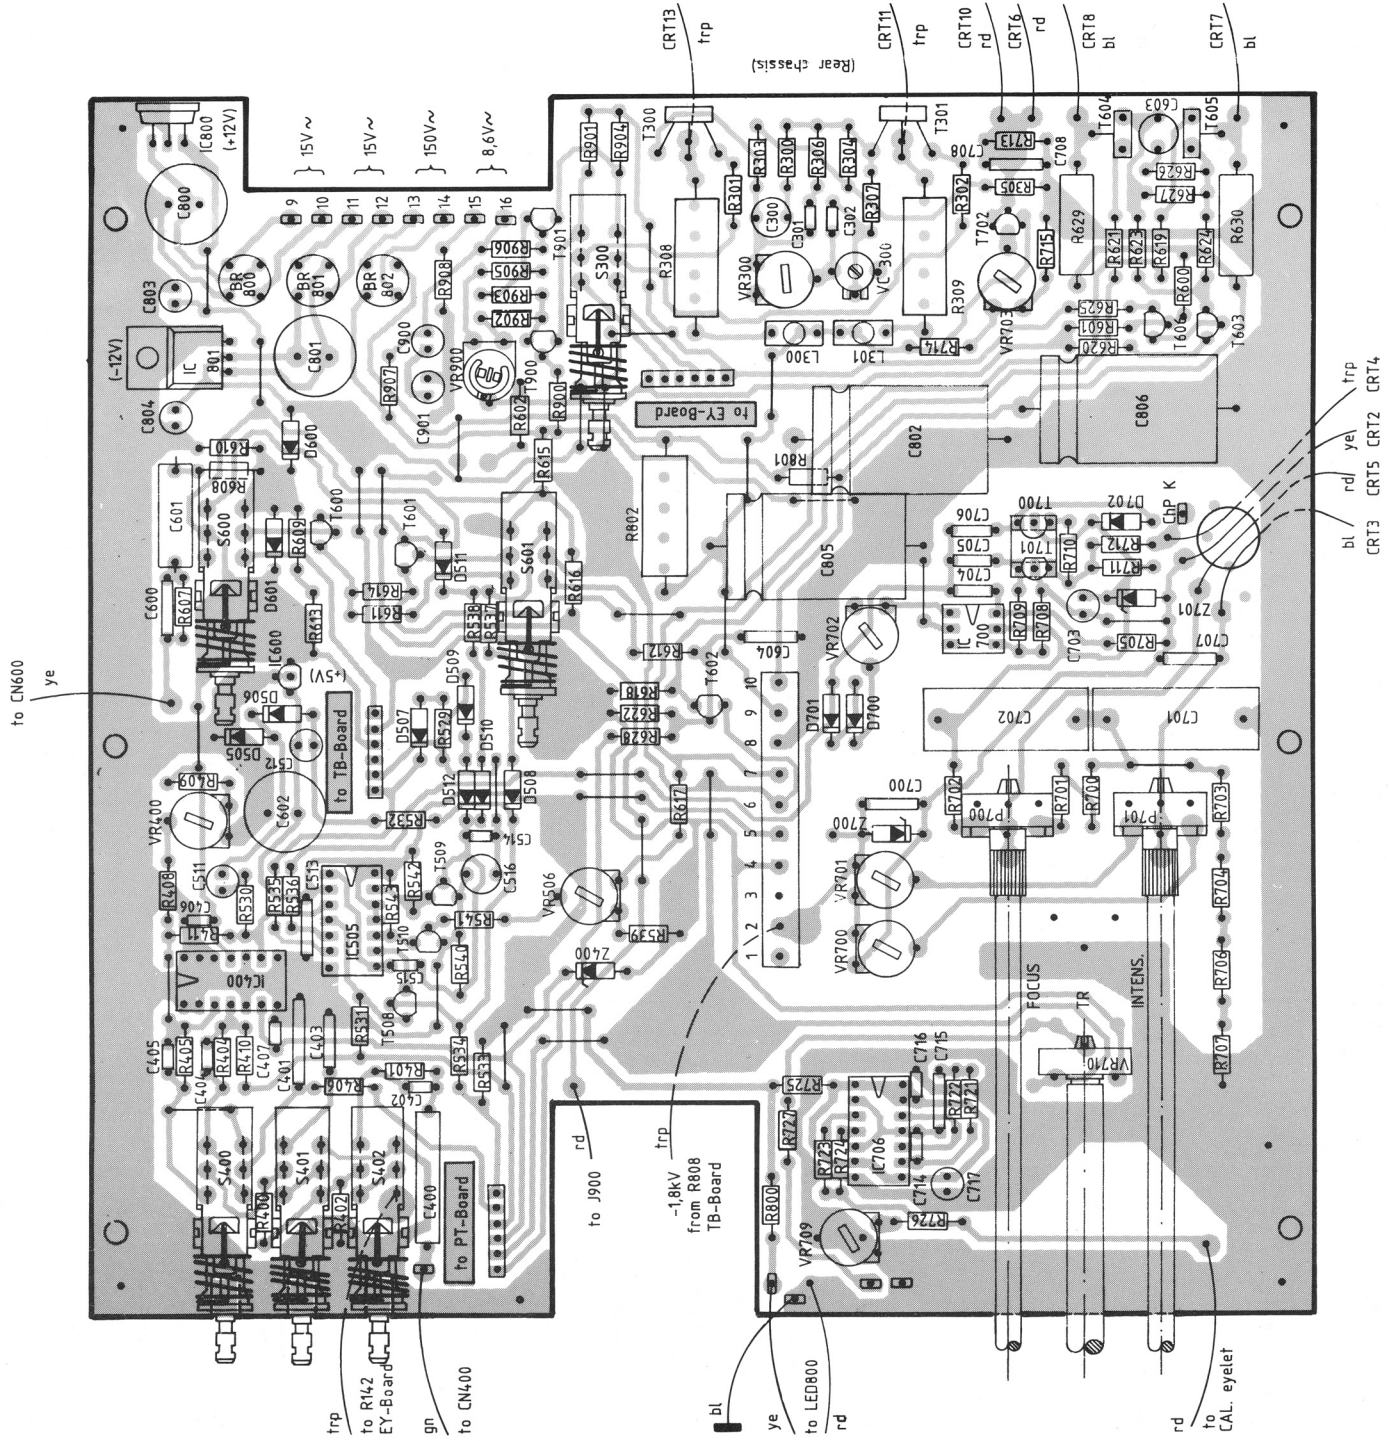 CRT13
trp
CRT11
trp
CRT10
rd
CRT6
rd
CRT8
bl
CRT7
bl
(Rear chassis)
IC800
(+12V)
15V~
15V~
150V~
8,6V~
R901
R904
T300
R303
R300
R306
R304
T301
C708
R713
C708
T604
C603
T605
C800
9
10
11
12
13
14
15
16
R301
C300
C301
C302
R307
R302
R305
T702
R626
R627
R629
R630
T901
S300
R308
VR300
VC 300
R309
VR703
R715
R621
R623
R619
R600
R624
C803
BR
800
BR
801
BR
802
R908
R906
R905
R903
R902
(-12V)
IC
801
C801
C900
VR900
T900
L300
L301
R714
R625
R601
R620
T606
T603
C804
R907
C901
R602
R900
to EY-Board
C802
C806
trp
CRT4
ye
CRT2
rd
CRT5
bl
CRT3
R610
D600
R608
R615
R801
C601
S600
T600
T601
R609
D511
S601
R802
C805
C706
C705
C704
T700
T701
R710
D702
R712
R711
ChP K
C600
R607
D601
R614
R611
R613
R538
R537
R616
VR702
IC
700
R709
R708
C703
Z701
R705
C707
to CN600
ye
IC600
(+5V)
D509
R612
T602
C604
D506
D505
C512
to TB-Board
D507
R529
D510
R618
R622
R628
10
9
8
7
6
5
4
3
2
1
D701
D700
C702
C701
R409
VR400
C602
D512
D508
R617
C700
Z700
R702
P700
R701
R700
P701
R703
R532
C514
R408
C511
R530
R535
R536
C513
R542
T509
C516
VR506
VR701
R704
C406
R411
IC505
R543
T510
R541
R540
R539
Z400
VR700
R706
IC400
C515
T508
R531
FOCUS
TR
INTENS.
C405
R405
C404
R404
R410
C407
C401
C403
R534
R533
R406
R401
C402
VR710
R707
R725
R727
C716
C715
R722
R721
rd
to J900
trp
-1,8kV
from R808
TB-Board
S400
S401
S402
C400
R400
R402
to PT-Board
R723
R724
IC706
C714
C717
R800
R726
VR709
trp
to R142
EY-Board
gn
to CN400
bl
ye
to LED800
rd
rd
to
CAL. eyelet